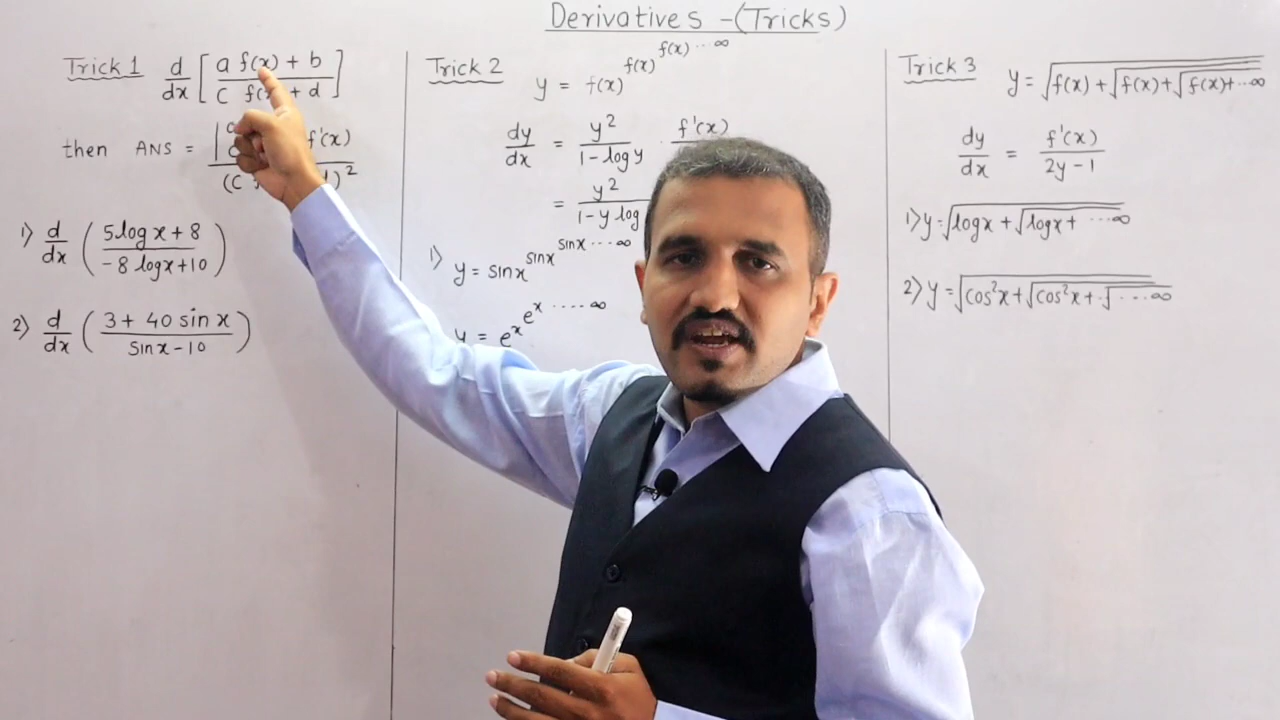 Derivatives - (Tricks)
Trick 1 d/dx [ (a f(x) + b) / (C f( + d) ]
then ANS = f'(x) / (C )²
1) d/dx ( (5 log x + 8) / (-8 log x + 10) )
2) d/dx ( (3 + 40 sin x) / (sin x - 10) )
Trick 2 y = f(x)^f(x)^f(x) ··· ∞
dy/dx = y² / (1 - log y) · f'(x)
= y² / (1 - y log
1) y = sin x^sin x^sin x ···· ∞
y = e^x^e^x ····· ∞
Trick 3 y = √(f(x) + √(f(x) + √(f(x) + ··· ∞
dy/dx = f'(x) / (2y - 1)
1) y = √(log x + √(log x + ···· ∞
2) y = √(cos²x + √(cos²x + √ ···· ∞